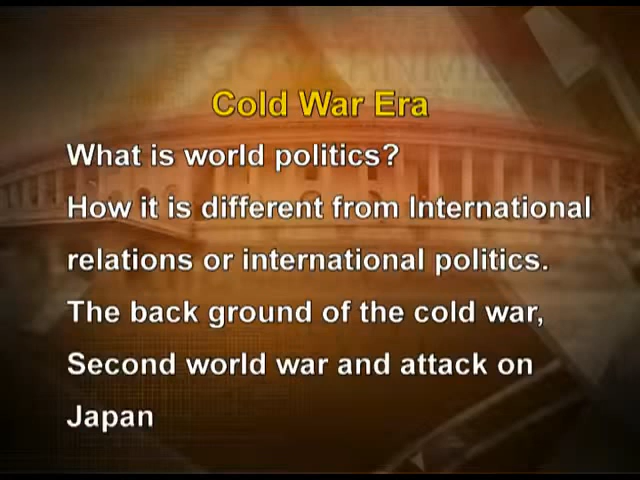 GOVERNME
Cold War Era
What is world politics?
How it is different from International
relations or international politics.
The back ground of the cold war,
Second world war and attack on
Japan